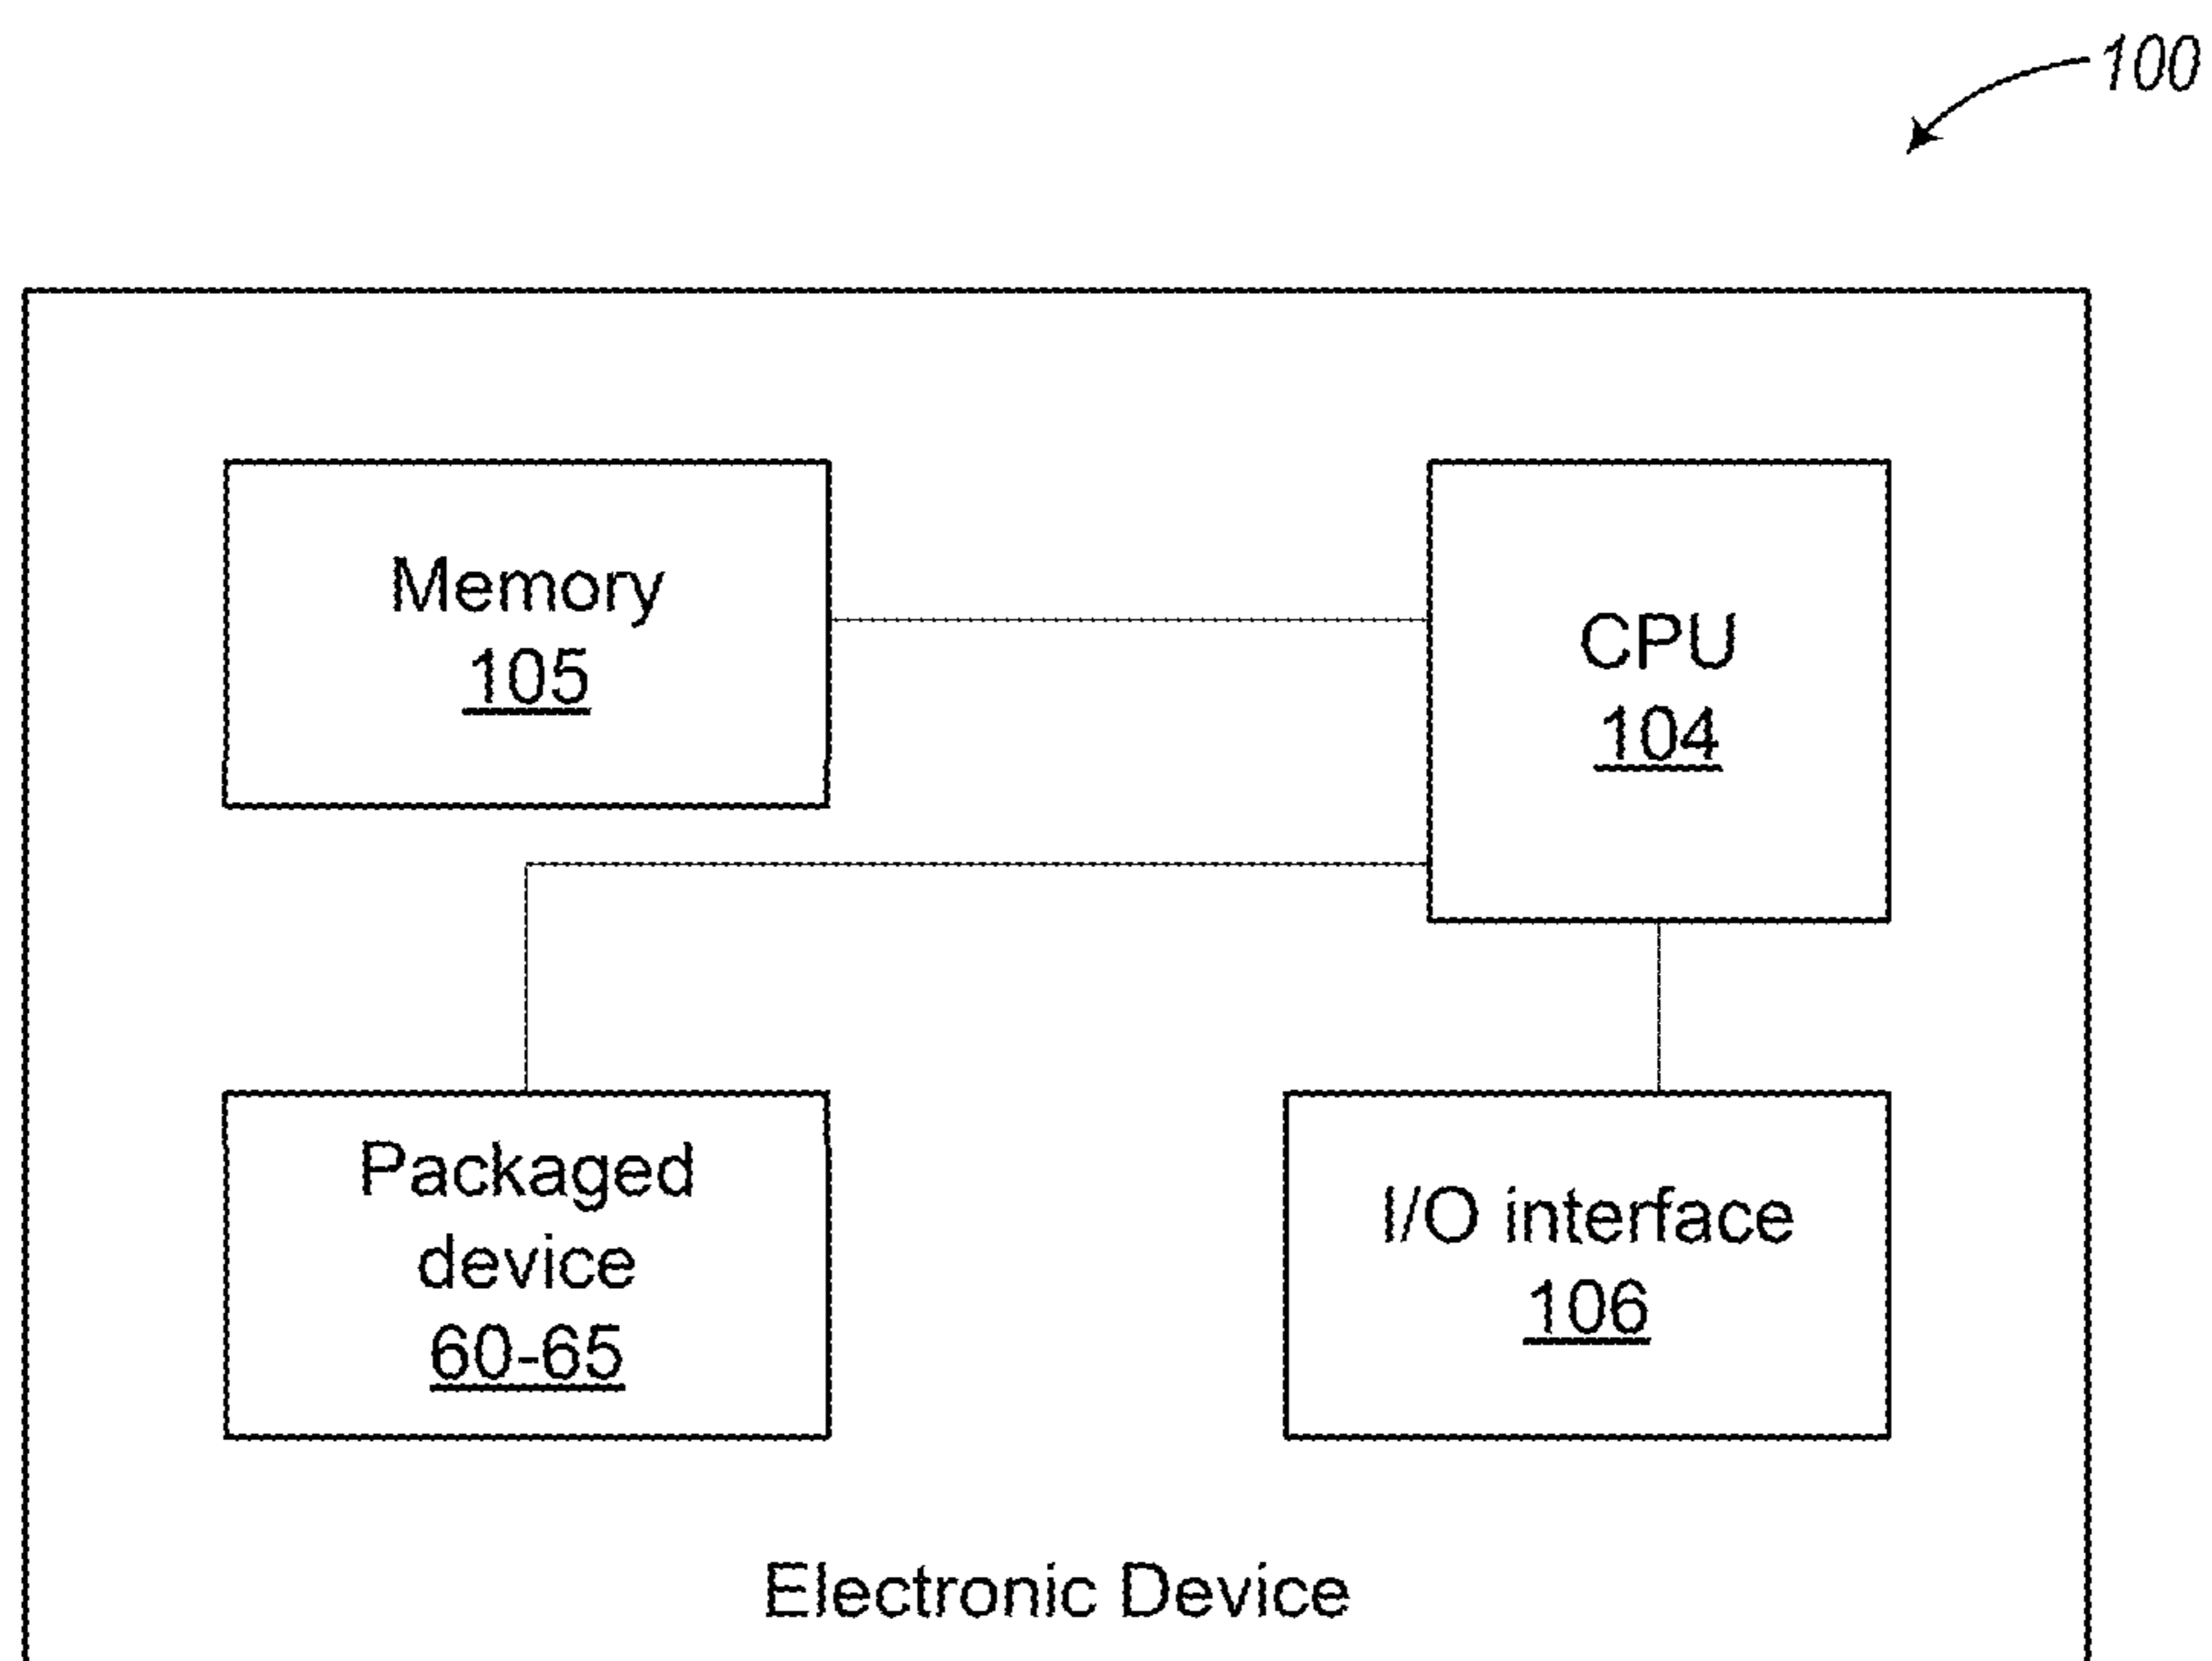 100
Memory
105
CPU
104
Packaged
device
60-65
I/O interface
106
Electronic Device